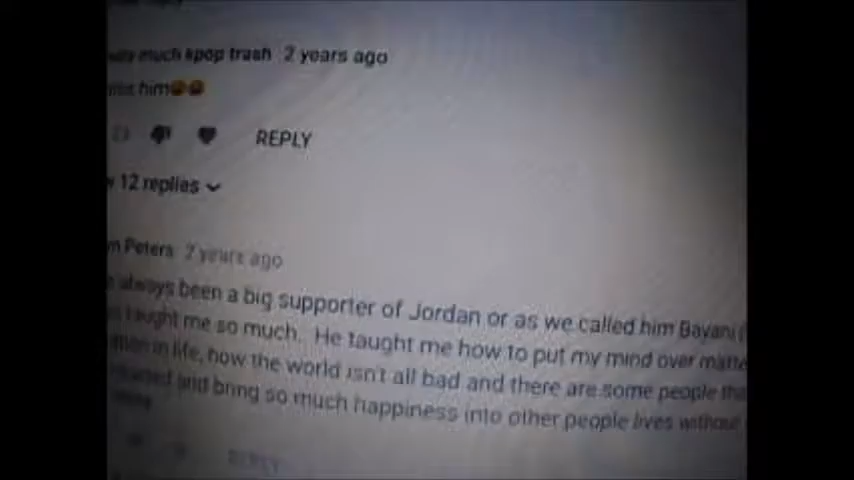 much kpop trash 2 years ago
him😢😢
REPLY
12 replies
Peters 2 years ago
always been a big supporter of Jordan or as we called him Bayani (
taught me so much. He taught me how to put my mind over matte
in life, how the world isn't all bad and there are some people tha
and bring so much happiness into other people lives without
REPLY